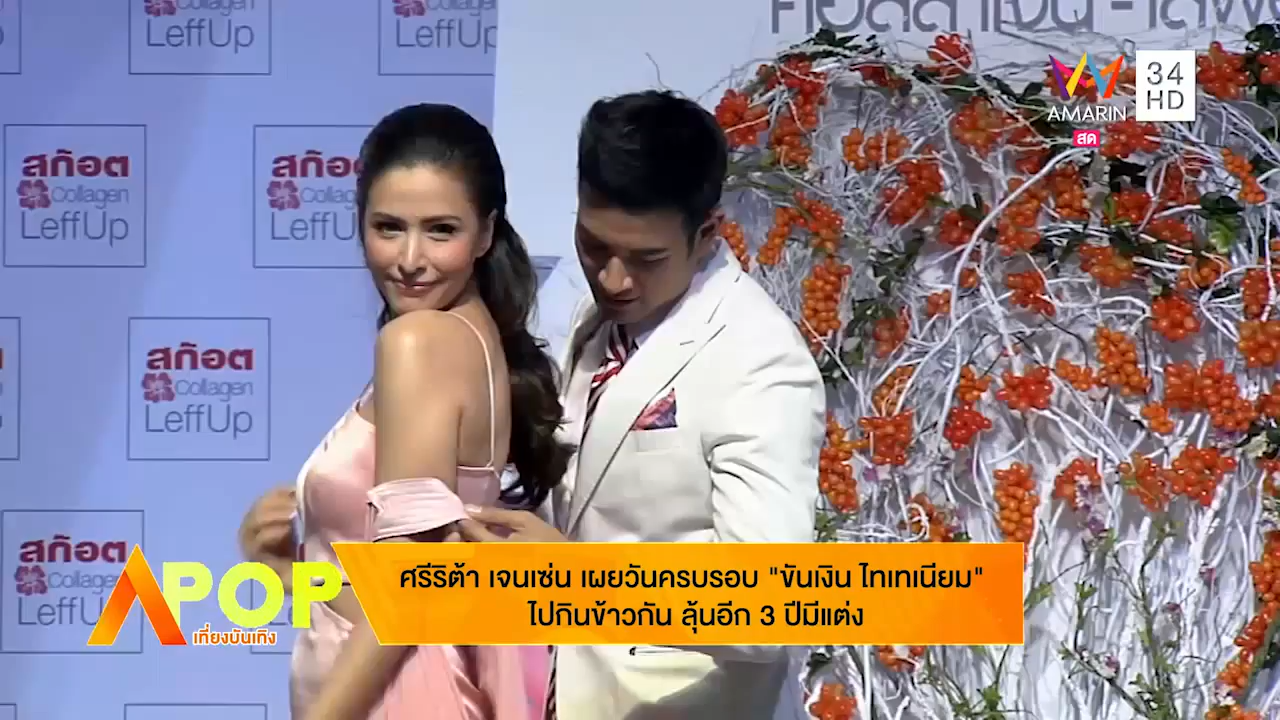 Collagen
LeffUp
Collagen
LeffUp
Collagen
LeffUp
34
HD
AMARIN
สด
สก๊อต
Collagen
LeffUp
สก๊อต
Collagen
LeffUp
สก๊อต
Collagen
LeffUp
สก๊อต
LeffUp
APOP
เที่ยงบันเทิง
ศรีริต้า เจนเซ่น เผยวันครบรอบ "ขันเงิน ไทเทเนียม"
ไปกินข้าวกัน ลุ้นอีก 3 ปีมีแต่ง